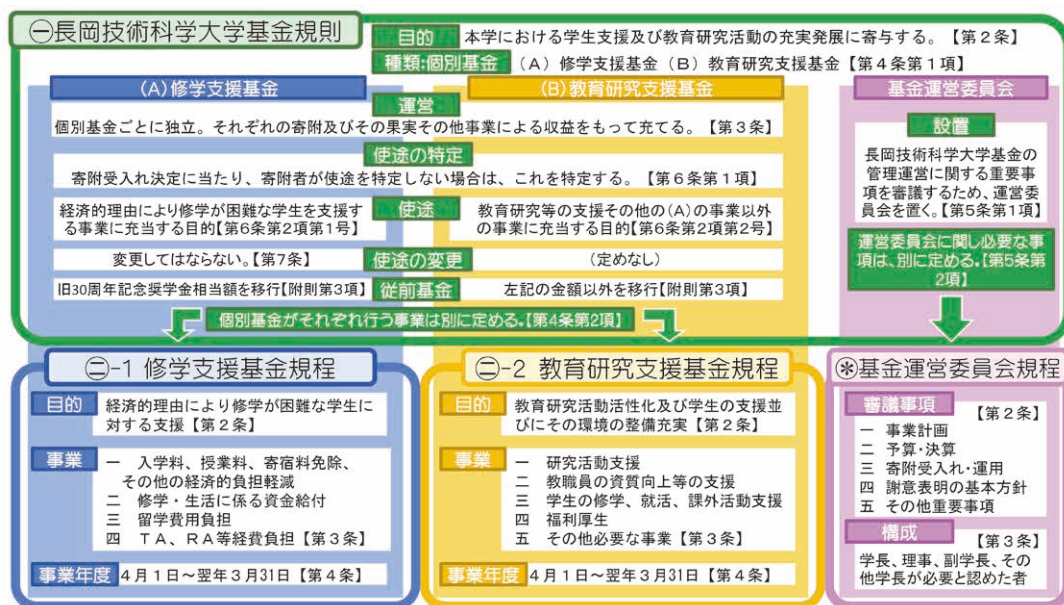 ㊀長岡技術科学大学基金規則
目的 本学における学生支援及び教育研究活動の充実発展に寄与する。【第２条】
種類:個別基金 (Ａ) 修学支援基金 (Ｂ) 教育研究支援基金【第４条第１項】
(A)修学支援基金
(B)教育研究支援基金
運営
個別基金ごとに独立。それぞれの寄附及びその果実その他事業による収益をもって充てる。【第３条】
使途の特定
寄附受入れ決定に当たり、寄附者が使途を特定しない場合は、これを特定する。【第６条第１項】
使途
経済的理由により修学が困難な学生を支援す
る事業に充当する目的【第6条第2項第1号】
教育研究等の支援その他の(A)の事業以外
の事業に充当する目的【第6条第2項第2号】
使途の変更
変更してはならない。【第7条】
(定めなし)
従前基金
旧30周年記念奨学金相当額を移行【附則第3項】
左記の金額以外を移行【附則第3項】
個別基金がそれぞれ行う事業は別に定める。【第4条第2項】
基金運営委員会
設置
長岡技術科学大学基金の
管理運営に関する重要事
項を審議するため、運営委
員会を置く。【第5条第1項】
運営委員会に関し必要な事
項は、別に定める。【第5条第
2項】
㊁-1 修学支援基金規程
目的 経済的理由により修学が困難な学生に
対する支援【第２条】
事業 一 入学料、授業料、寄宿料免除、
その他の経済的負担軽減
二 修学・生活に係る資金給付
三 留学費用負担
四 ＴＡ、ＲＡ等経費負担【第３条】
事業年度 ４月１日～翌年３月31日【第４条】
㊁-2 教育研究支援基金規程
目的 教育研究活動活性化及び学生の支援並
びにその環境の整備充実【第２条】
事業 一 研究活動支援
二 教職員の資質向上等の支援
三 学生の修学、就活、課外活動支援
四 福利厚生
五 その他必要な事業【第３条】
事業年度 ４月１日～翌年３月31日【第４条】
㊛基金運営委員会規程
審議事項 【第２条】
一 事業計画
二 予算・決算
三 寄附受入れ・運用
四 謝意表明の基本方針
五 その他重要事項
構成 【第３条】
学長、理事、副学長、その
他学長が必要と認めた者